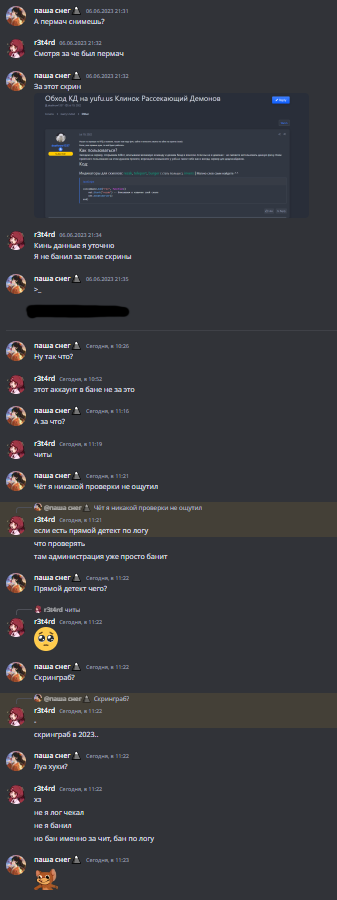 паша снег 06.06.2023 21:31
А пермач снимешь?
r3t4rd 06.06.2023 21:32
Смотря за че был пермач
паша снег 06.06.2023 21:32
За этот скрин
Обход КД на yufu.us Клинок Рассекающий Демонов
Как пользоваться?
Код:
r3t4rd 06.06.2023 21:34
Кинь данные я уточню
Я не банил за такие скрины
паша снег 06.06.2023 21:35
>_
паша снег Сегодня, в 10:26
Ну так что?
r3t4rd Сегодня, в 10:52
этот аккаунт в бане не за это
паша снег Сегодня, в 11:16
А за что?
r3t4rd Сегодня, в 11:19
читы
паша снег Сегодня, в 11:21
Чёт я никакой проверки не ощутил
@паша снег Чёт я никакой проверки не ощутил
r3t4rd Сегодня, в 11:21
если есть прямой детект по логу
что проверять
там администрация уже просто банит
паша снег Сегодня, в 11:22
Прямой детект чего?
r3t4rd читы
r3t4rd Сегодня, в 11:22
паша снег Сегодня, в 11:22
Скринграб?
@паша снег Скринграб?
r3t4rd Сегодня, в 11:22
-
скринграб в 2023..
паша снег Сегодня, в 11:22
Луа хуки?
r3t4rd Сегодня, в 11:22
хз
не я лог чекал
не я банил
но бан именно за чит, бан по логу
паша снег Сегодня, в 11:23